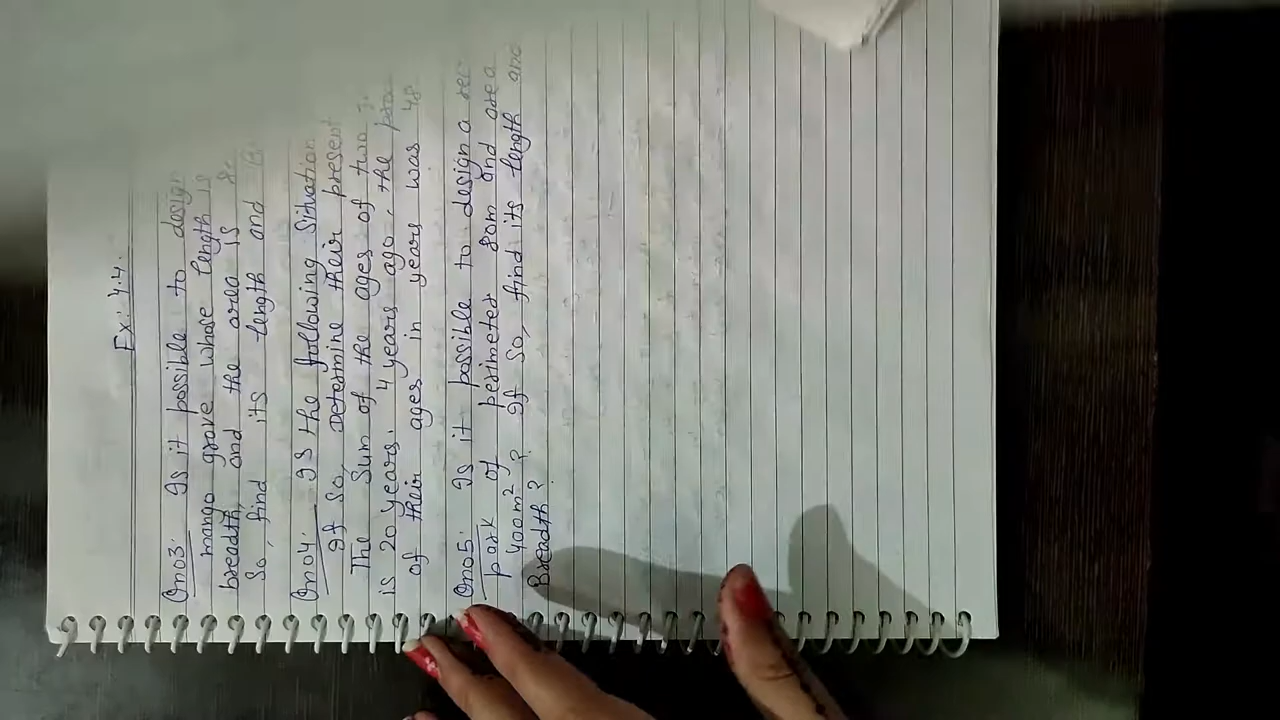 Ex: 4.4.
Qno3: Is it possible to design
mango grove whose length is
breadth, and the area is
So, find its length and
Qno4: Is the following Situation
If So, Determine their present
The Sum of the ages of two
is 20 years. 4 years ago, the
of their ages in years was 48
Qno5: Is it possible to design a
park of perimeter 80m and area
400m² ? If So, find its length and
Breadth?